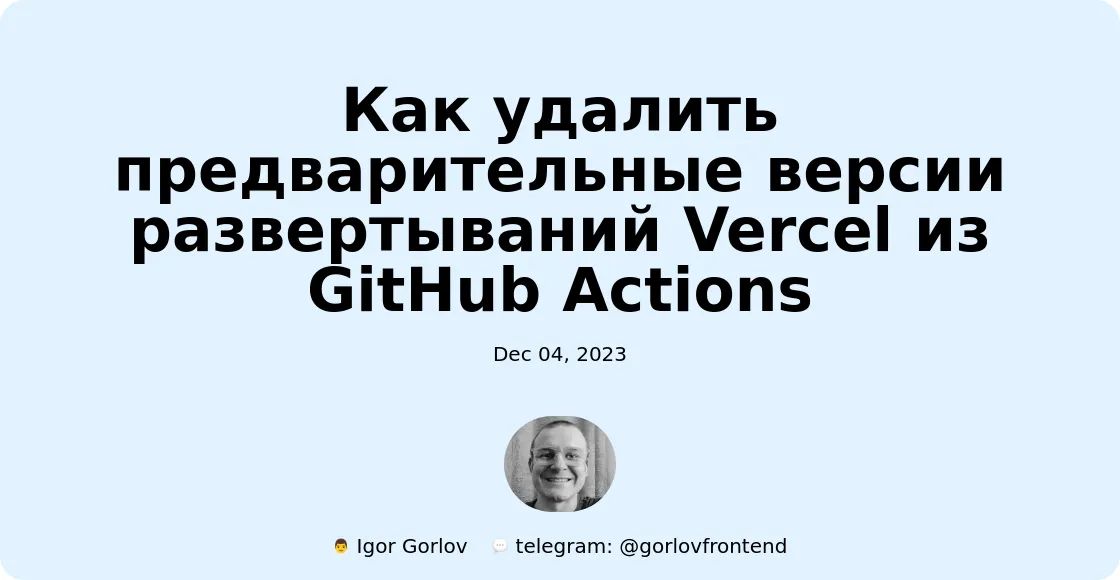 Как удалить
предварительные версии
развертываний Vercel из
GitHub Actions
Dec 04, 2023
👨 Igor Gorlov 💬 telegram: @gorlovfrontend